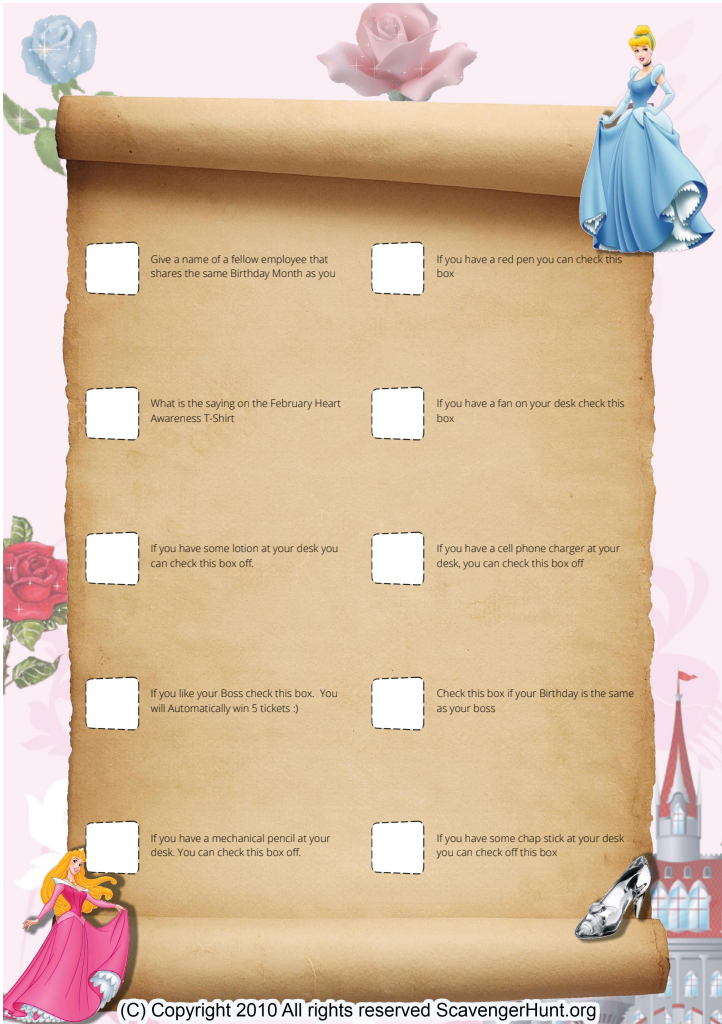 Give a name of a fellow employee that
shares the same Birthday Month as you
If you have a red pen you can check this
box
What is the saying on the February Heart
Awareness T-Shirt
If you have a fan on your desk check this
box
If you have some lotion at your desk you
can check this box off.
If you have a cell phone charger at your
desk, you can check this box off
If you like your Boss check this box.  You
will Automatically win 5 tickets :)
Check this box if your Birthday is the same
as your boss
If you have a mechanical pencil at your
desk. You can check this box off.
If you have some chap stick at your desk
you can check off this box
(C) Copyright 2010 All rights reserved ScavengerHunt.org